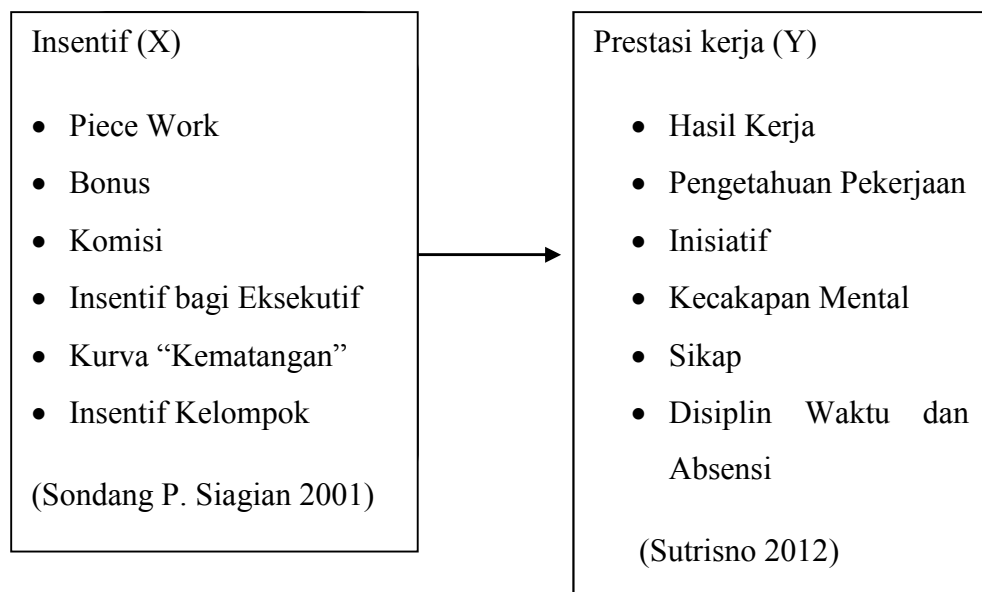 Insentif (X)
• Piece Work
• Bonus
• Komisi
• Insentif bagi Eksekutif
• Kurva “Kematangan”
• Insentif Kelompok
(Sondang P. Siagian 2001)
Prestasi kerja (Y)
• Hasil Kerja
• Pengetahuan Pekerjaan
• Inisiatif
• Kecakapan Mental
• Sikap
• Disiplin Waktu dan
Absensi
(Sutrisno 2012)